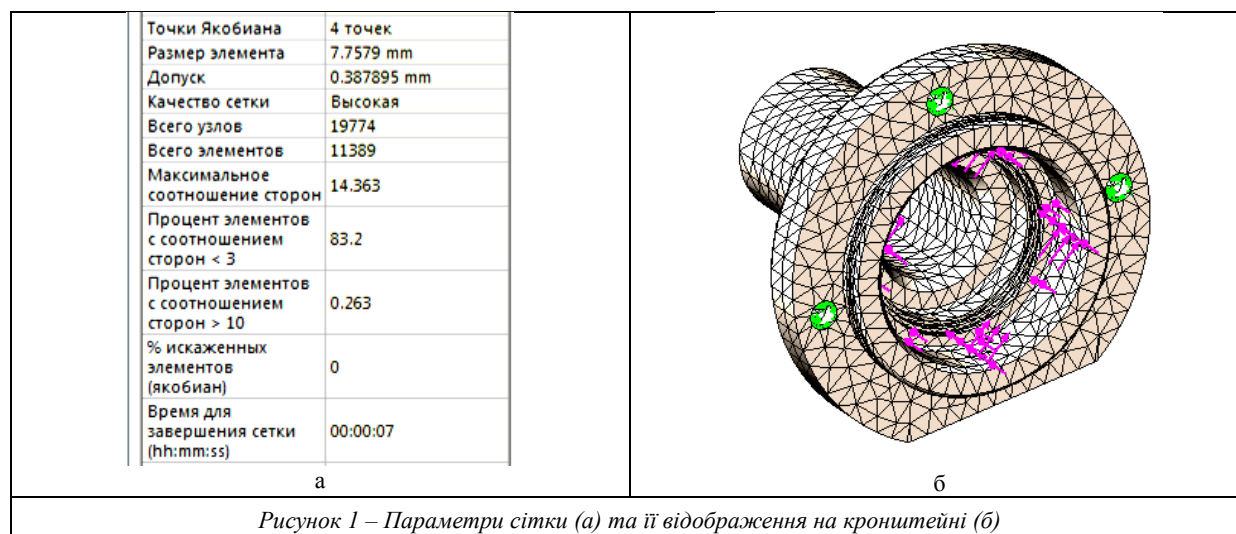 Точки Якобиана 4 точек
Размер элемента 7.7579 mm
Допуск 0.387895 mm
Качество сетки Высокая
Всего узлов 19774
Всего элементов 11389
Максимальное
соотношение сторон 14.363
Процент элементов
с соотношением
сторон < 3 83.2
Процент элементов
с соотношением
сторон > 10 0.263
% искаженных
элементов
(якобиан) 0
Время для
завершения сетки
(hh:mm:ss) 00:00:07
а
б
Рисунок 1 – Параметри сітки (а) та її відображення на кронштейні (б)